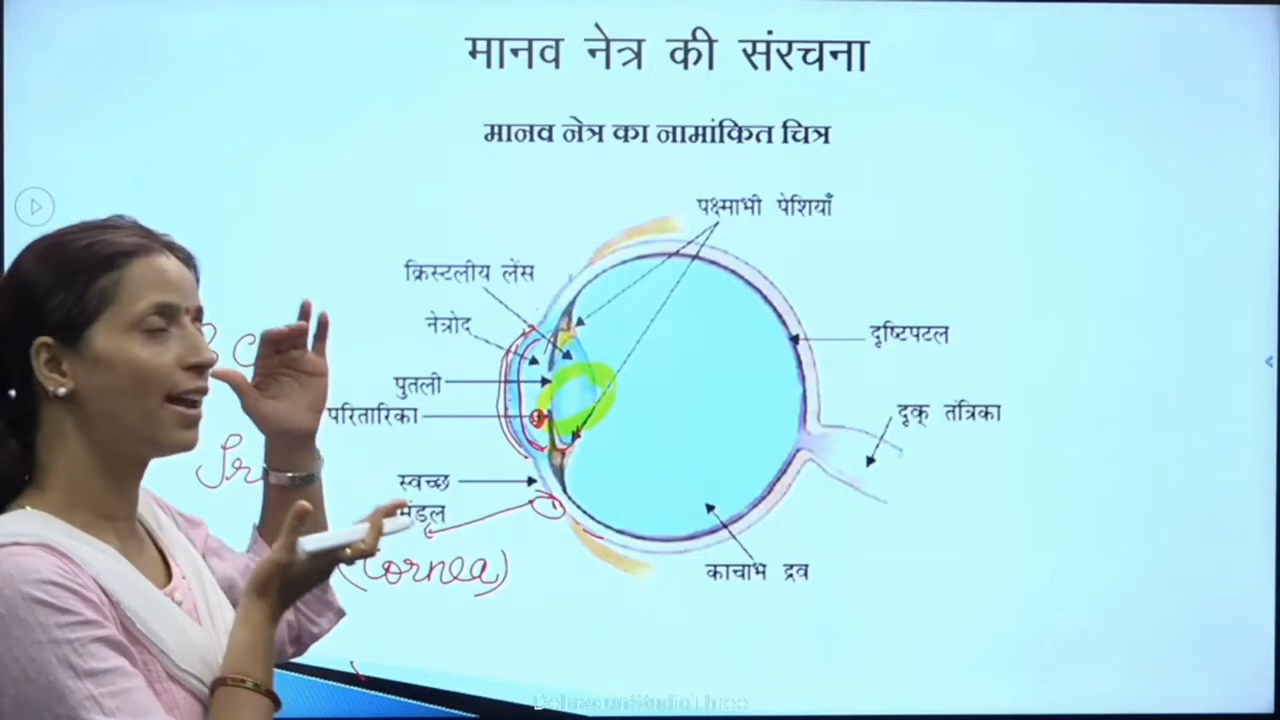 मानव नेत्र की संरचना
मानव नेत्र का नामांकित चित्र
पक्ष्माभी पेशियाँ
क्रिस्टलीय लेंस
नेत्रोद
दृष्टिपटल
पुतली
परितारिका
दृक् तंत्रिका
स्वच्छ
मंडल
(Cornea)
काचाभ द्रव